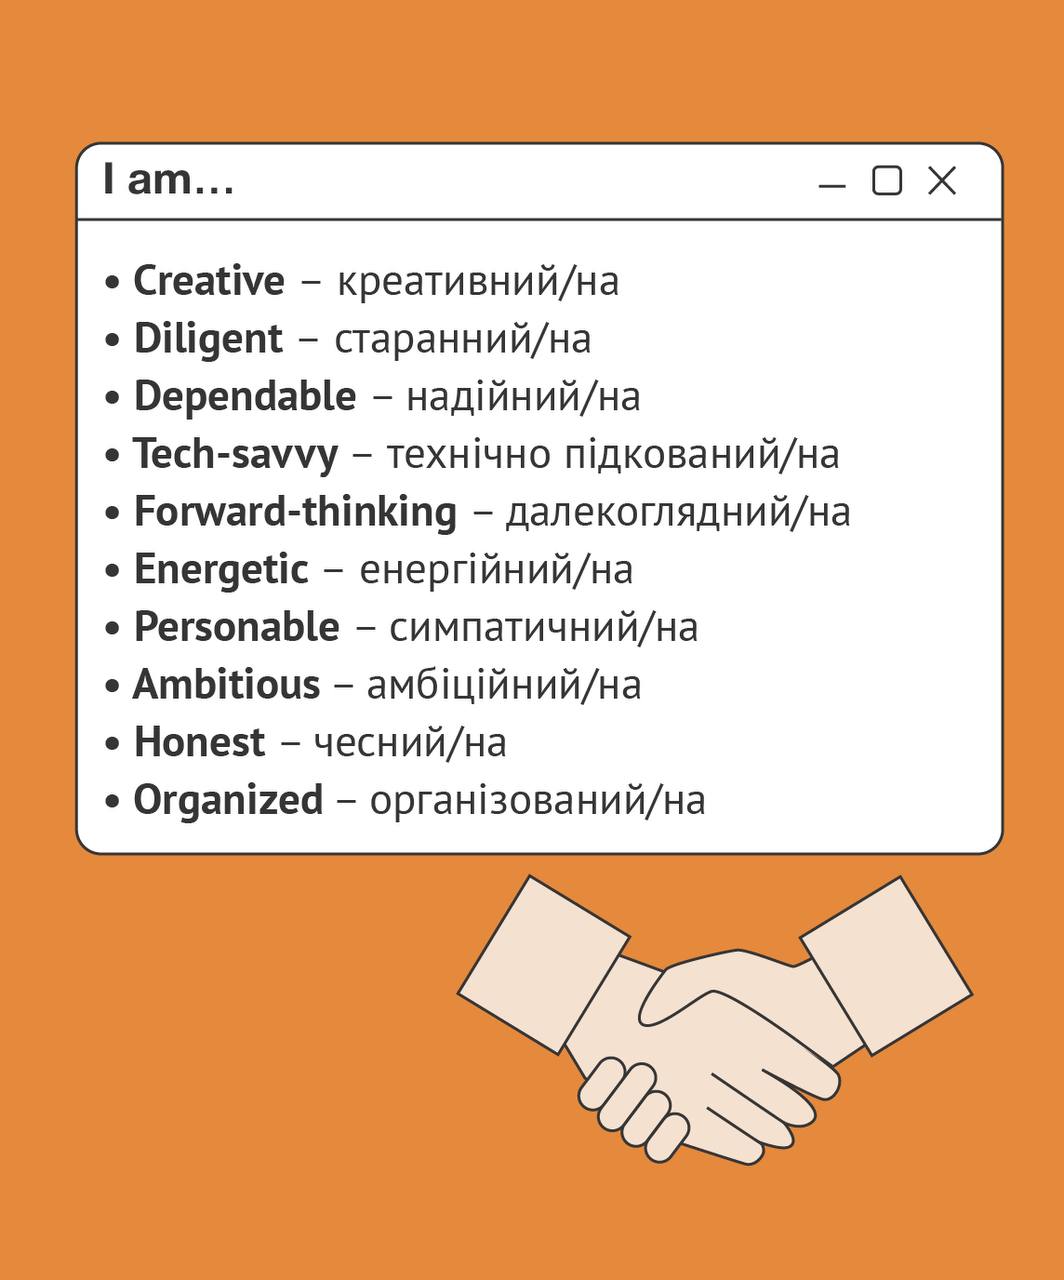 I am...
• Creative – креативний/на
• Diligent – старанний/на
• Dependable – надійний/на
• Tech-savvy – технічно підкований/на
• Forward-thinking – далекоглядний/на
• Energetic – енергійний/на
• Personable – симпатичний/на
• Ambitious – амбіційний/на
• Honest – чесний/на
• Organized – організований/на